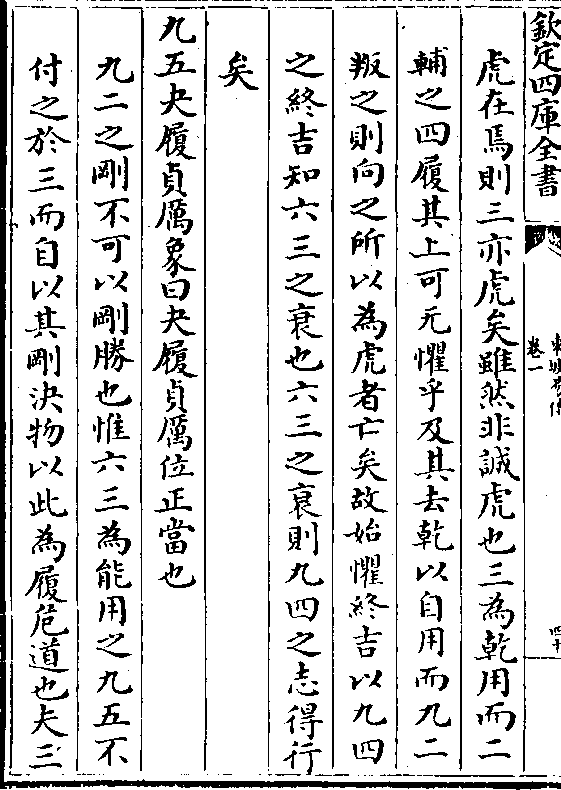 欽定四庫全書
卷一
四十
虎在焉則三亦虎矣雖然非誠虎也三為乾用而二
輔之四履其上可无懼乎及其去乾以自用而九二
叛之則向之所以為虎者亡矣故始懼終吉以九四
之終吉知六三之衰也六三之衰則九四之志得行
矣
九五夬履貞厲象曰夬履貞厲位正當也
九二之剛不可以剛勝也惟六三為能用之九五不
付之於三而自以其剛決物以此為履危道也夫三